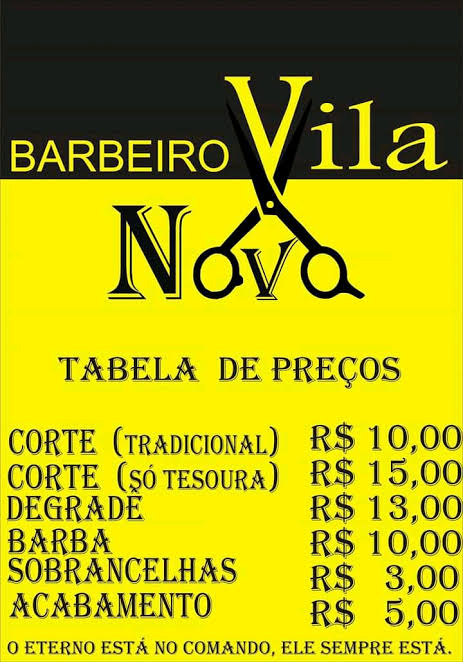 BARBEIRO Vila
Nova
TABELA DE PREÇOS
CORTE (TRADICIONAL) R$ 10,00
CORTE (SÓ TESOURA) R$ 15,00
DEGRADÊ R$ 13,00
BARBA R$ 10,00
SOBRANCELHAS R$ 3,00
ACABAMENTO R$ 5,00
O ETERNO ESTÁ NO COMANDO, ELE SEMPRE ESTÁ.